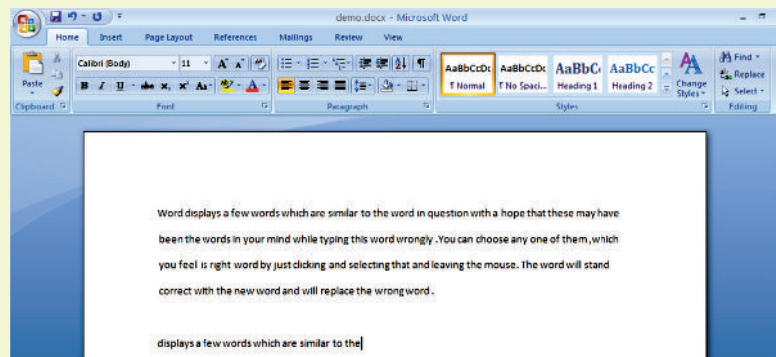 demo.docx - Microsoft Word
Home Insert Page Layout References Mailings Review View
Calibri (Body) 11
Paste
B I U abc x₂ x² Aa A
Clipboard Font Paragraph Styles Editing
AaBbCcDc AaBbCcDc AaBbC AaBbCc
¶ Normal ¶ No Spaci... Heading 1 Heading 2
Change Styles
Find
Replace
Select
Word displays a few words which are similar to the word in question with a hope that these may have
been the words in your mind while typing this word wrongly .You can choose any one of them ,which
you feel is right word by just clicking and selecting that and leaving the mouse. The word will stand
correct with the new word and will replace the wrong word .
displays a few words which are similar to the